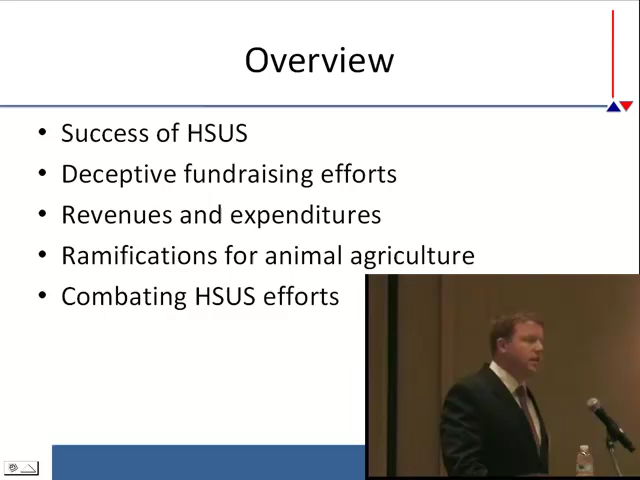 Overview
• Success of HSUS
• Deceptive fundraising efforts
• Revenues and expenditures
• Ramifications for animal agriculture
• Combating HSUS efforts